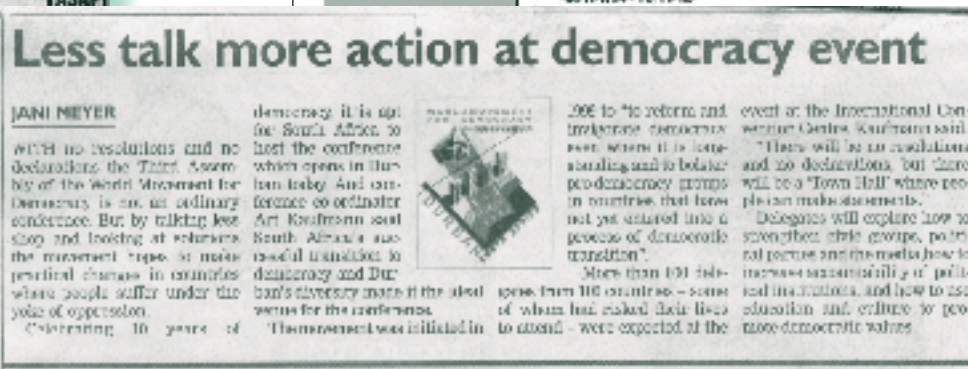 Less talk more action at democracy event
JANI MEYER
WITH no resolutions and no
declarations the Third Assem-
bly of the World Movement for
Democracy is not an ordinary
conference. But by talking less
shop and looking at solutions
the movement hopes to make
practical changes in countries
where people suffer under the
yoke of oppression.
Celebrating 10 years of
democracy, it is apt
for South Africa to
host the conference
which opens in Dur-
ban today. And con-
ference co-ordinator
Art Kaufmann said
South Africa's suc-
cessful transition to
democracy and Dur-
ban's diversity made it the ideal
venue for the conference.
"The movement was initiated in
to "to reform and
invigorate democracy
even where it is long-
standing and to bolster
pro-democracy groups
in countries that have
not yet entered into a
process of democratic
transition".
More than dele-
gates from 100 countries – some
of whom had risked their lives
to attend – were expected at the
event at the International Con-
vention Centre, Kaufmann said.
"There will be no resolutions
and no declarations, but there
will be a "Town Hall" where peo-
ple can make statements."
Delegates will explore how to
strengthen civic groups, politi-
cal parties and the media, how to
increase accountability of polit-
ical institutions, and how to use
education and culture to pro-
mote democratic values.